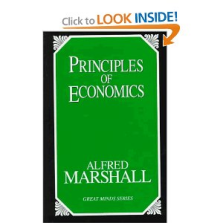 Click to LOOK INSIDE!
PRINCIPLES
OF
ECONOMICS
ALFRED
MARSHALL
GREAT MINDS SERIES